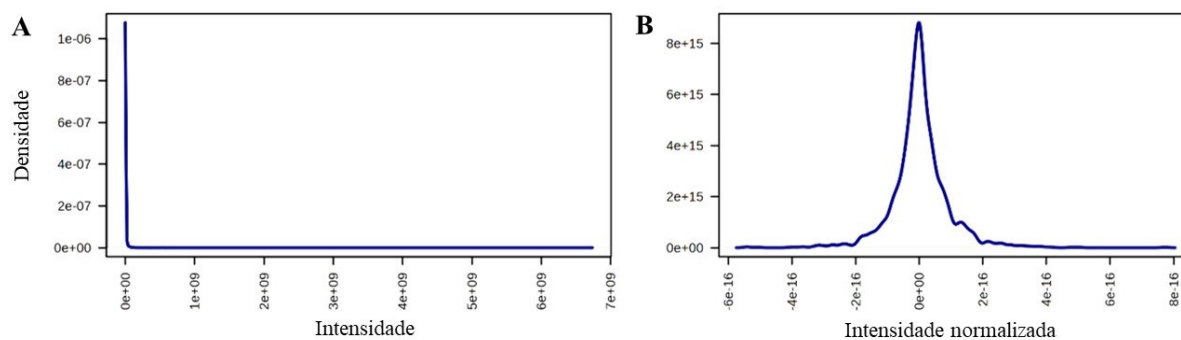 A
Densidade
1e-06
8e-07
6e-07
4e-07
2e-07
0e+00
0e+00
1e+09
2e+09
3e+09
4e+09
5e+09
6e+09
7e+09
Intensidade
B
8e+15
6e+15
4e+15
2e+15
0e+00
-6e-16
-4e-16
-2e-16
0e+00
2e-16
4e-16
6e-16
8e-16
Intensidade normalizada